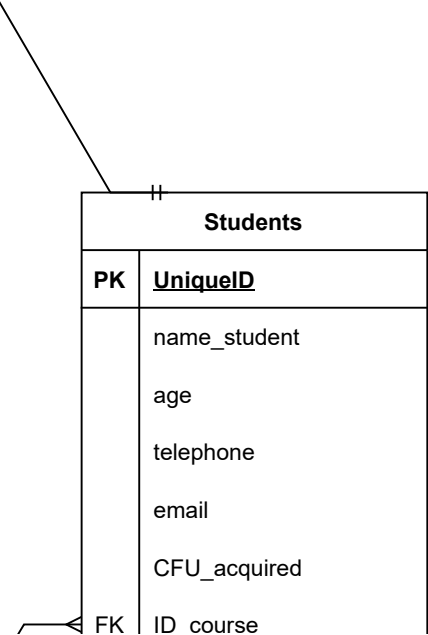 Students
PK UniqueID
name_student
age
telephone
email
CFU_acquired
FK ID_course